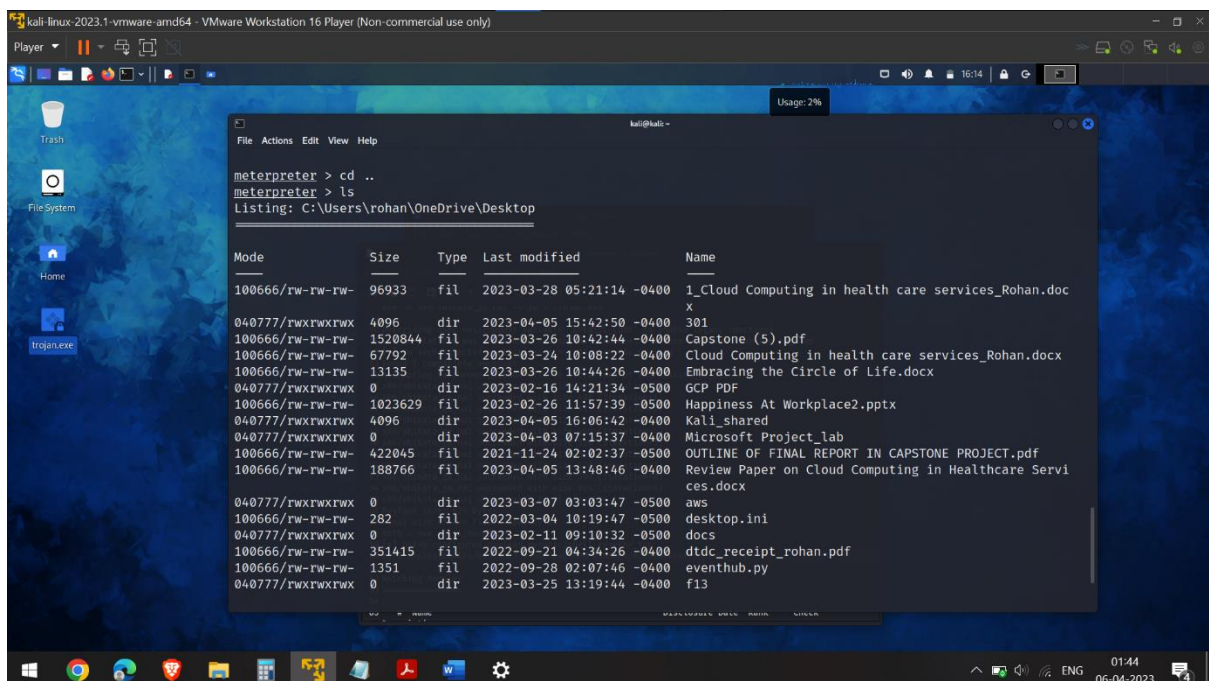 kali-linux-2023.1-vmware-amd64 - VMware Workstation 16 Player (Non-commercial use only)
Player
16:14
Usage: 2%
Trash
File System
Home
trojan.exe
kali@kali: ~
File Actions Edit View Help
meterpreter > cd ..
meterpreter > ls
Listing: C:\Users\rohan\OneDrive\Desktop
Mode Size Type Last modified Name
100666/rw-rw-rw- 96933 fil 2023-03-28 05:21:14 -0400 1_Cloud Computing in health care services_Rohan.doc
x
040777/rwxrwxrwx 4096 dir 2023-04-05 15:42:50 -0400 301
100666/rw-rw-rw- 1520844 fil 2023-03-26 10:42:44 -0400 Capstone (5).pdf
100666/rw-rw-rw- 67792 fil 2023-03-24 10:08:22 -0400 Cloud Computing in health care services_Rohan.docx
100666/rw-rw-rw- 13135 fil 2023-03-26 10:44:26 -0400 Embracing the Circle of Life.docx
040777/rwxrwxrwx 0 dir 2023-02-16 14:21:34 -0500 GCP PDF
100666/rw-rw-rw- 1023629 fil 2023-02-26 11:57:39 -0500 Happiness At Workplace2.pptx
040777/rwxrwxrwx 4096 dir 2023-04-05 16:06:42 -0400 Kali_shared
040777/rwxrwxrwx 0 dir 2023-04-03 07:15:37 -0400 Microsoft Project_lab
100666/rw-rw-rw- 422045 fil 2021-11-24 02:02:37 -0500 OUTLINE OF FINAL REPORT IN CAPSTONE PROJECT.pdf
100666/rw-rw-rw- 188766 fil 2023-04-05 13:48:46 -0400 Review Paper on Cloud Computing in Healthcare Servi
ces.docx
040777/rwxrwxrwx 0 dir 2023-03-07 03:03:47 -0500 aws
100666/rw-rw-rw- 282 fil 2022-03-04 10:19:47 -0500 desktop.ini
040777/rwxrwxrwx 0 dir 2023-02-11 09:10:32 -0500 docs
100666/rw-rw-rw- 351415 fil 2022-09-21 04:34:26 -0400 dtdc_receipt_rohan.pdf
100666/rw-rw-rw- 1351 fil 2022-09-28 02:07:46 -0400 eventhub.py
040777/rwxrwxrwx 0 dir 2023-03-25 13:19:44 -0400 f13
# Name Disclosure Date Rank Check
ENG
01:44
06-04-2023
4